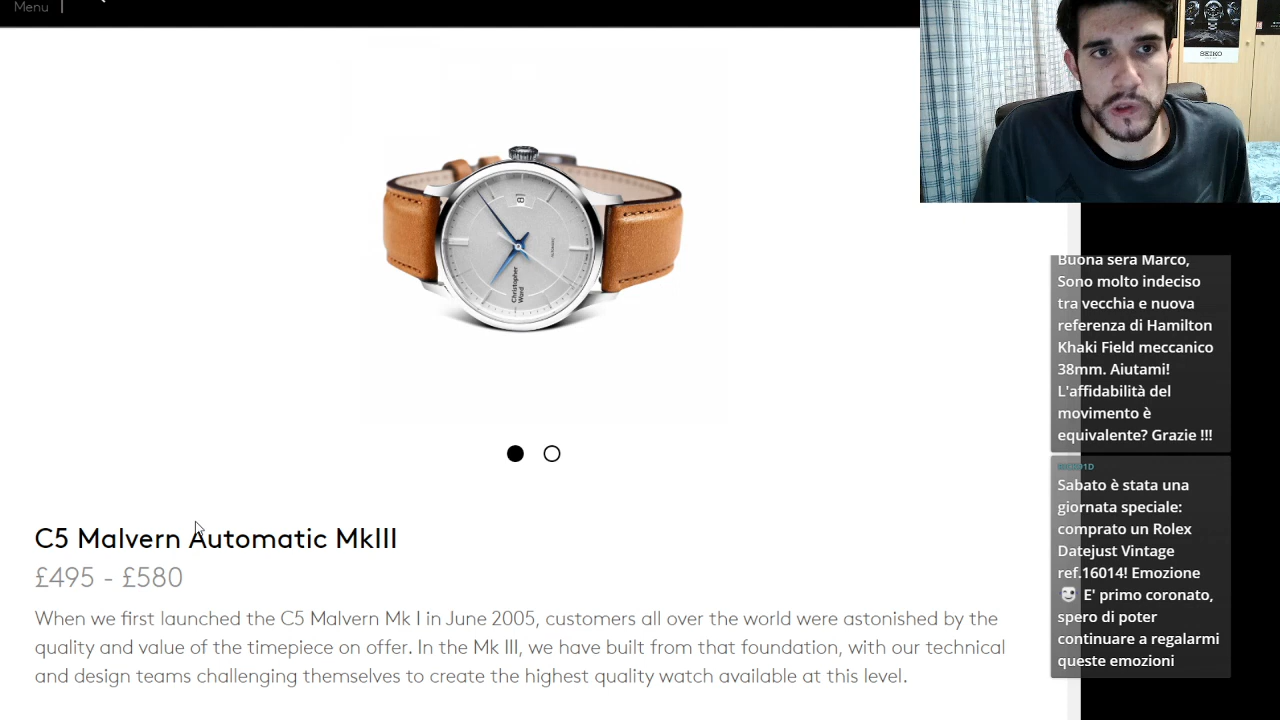 Menu
SEIKO
8
AUTOMATIC
Christopher
Ward
C5 Malvern Automatic MkIII
£495 - £580
When we first launched the C5 Malvern Mk I in June 2005, customers all over the world were astonished by the
quality and value of the timepiece on offer. In the Mk III, we have built from that foundation, with our technical
and design teams challenging themselves to create the highest quality watch available at this level.
Buona sera Marco,
Sono molto indeciso
tra vecchia e nuova
referenza di Hamilton
Khaki Field meccanico
38mm. Aiutami!
L'affidabilità del
movimento è
equivalente? Grazie !!!
Sabato è stata una
giornata speciale:
comprato un Rolex
Datejust Vintage
ref.16014! Emozione
E' primo coronato,
spero di poter
continuare a regalarmi
queste emozioni